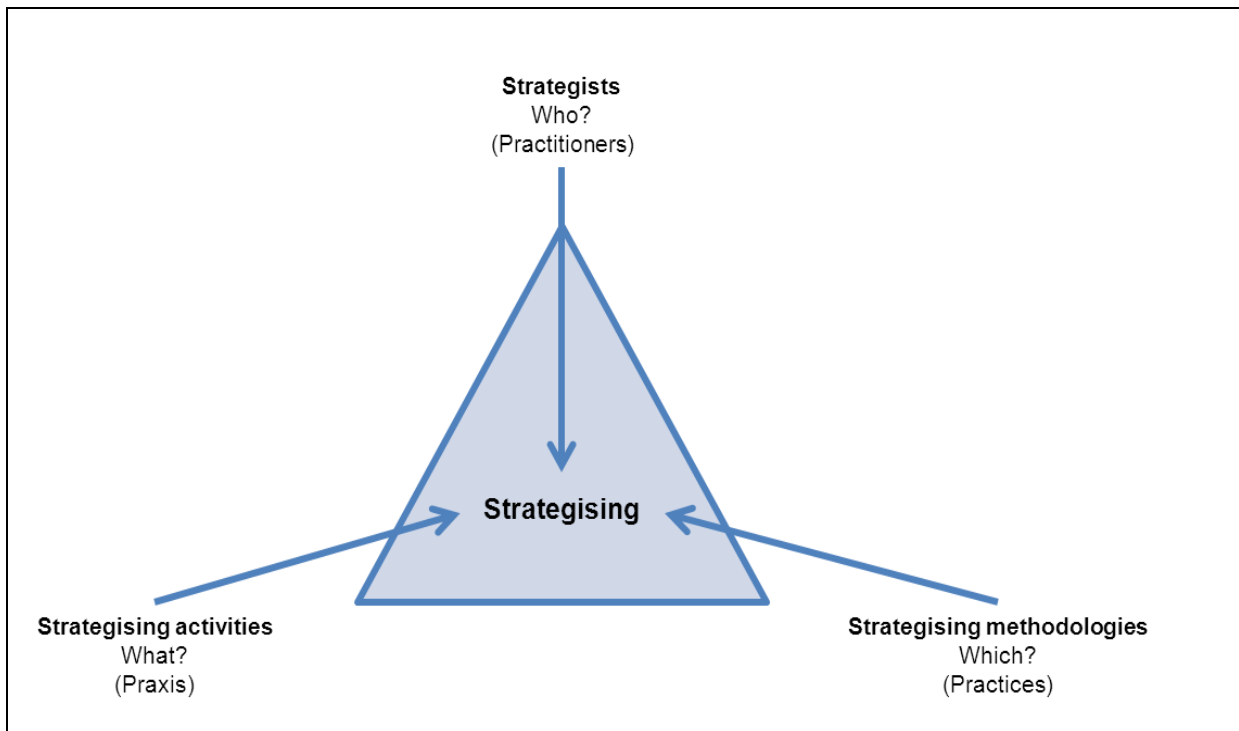 Strategists
Who?
(Practitioners)
Strategising
Strategising activities
What?
(Praxis)
Strategising methodologies
Which?
(Practices)